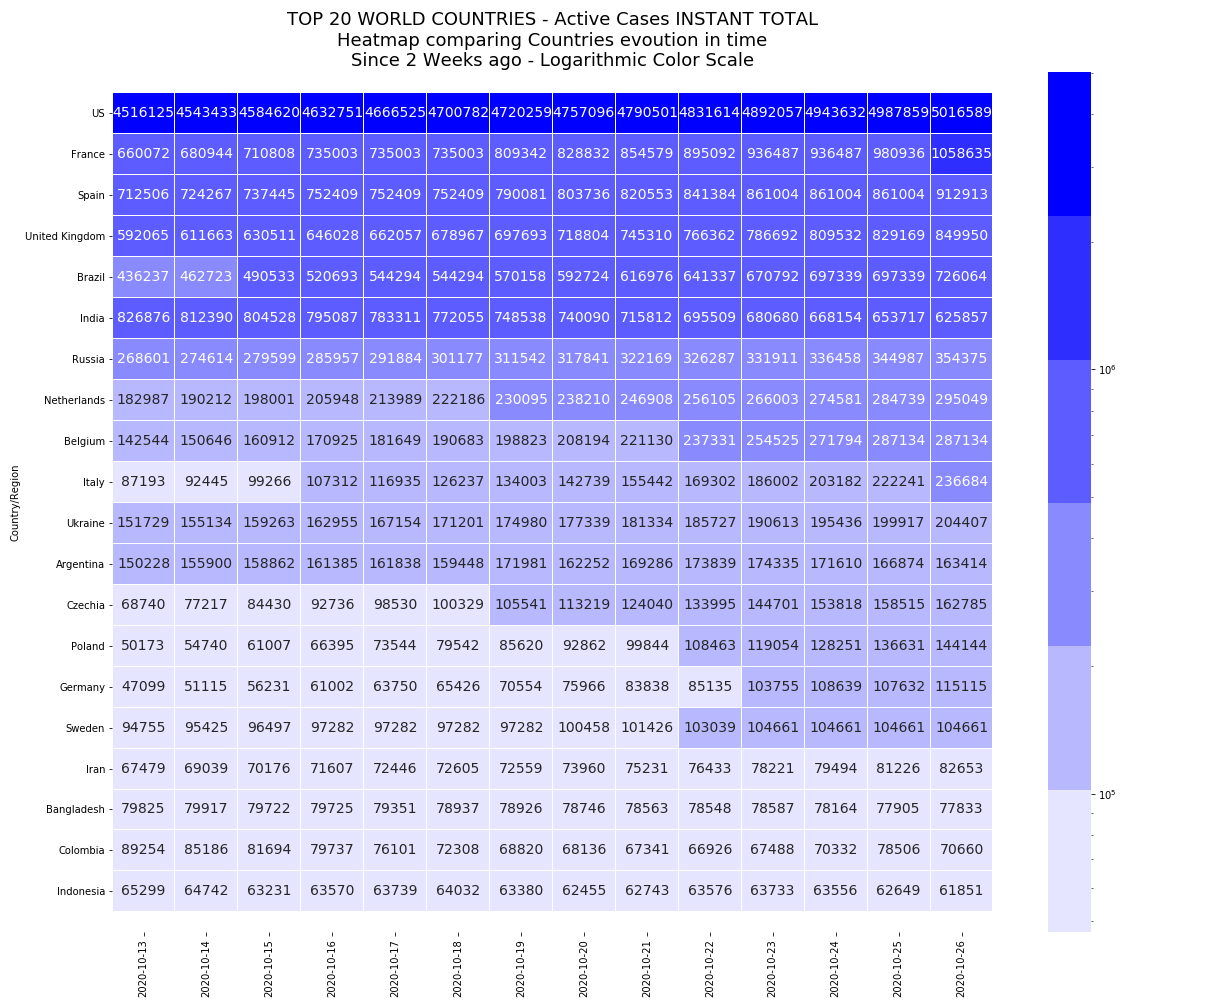 TOP 20 WORLD COUNTRIES - Active Cases INSTANT TOTAL
Heatmap comparing Countries evoution in time
Since 2 Weeks ago - Logarithmic Color Scale
Country/Region
US 4516125 4543433 4584620 4632751 4666525 4700782 4720259 4757096 4790501 4831614 4892057 4943632 4987859 5016589
France 660072 680944 710808 735003 735003 735003 809342 828832 854579 895092 936487 936487 980936 1058635
Spain 712506 724267 737445 752409 752409 752409 790081 803736 820553 841384 861004 861004 861004 912913
United Kingdom 592065 611663 630511 646028 662057 678967 697693 718804 745310 766362 786692 809532 829169 849950
Brazil 436237 462723 490533 520693 544294 544294 570158 592724 616976 641337 670792 697339 697339 726064
India 826876 812390 804528 795087 783311 772055 748538 740090 715812 695509 680680 668154 653717 625857
Russia 268601 274614 279599 285957 291884 301177 311542 317841 322169 326287 331911 336458 344987 354375
Netherlands 182987 190212 198001 205948 213989 222186 230095 238210 246908 256105 266003 274581 284739 295049
Belgium 142544 150646 160912 170925 181649 190683 198823 208194 221130 237331 254525 271794 287134 287134
Italy 87193 92445 99266 107312 116935 126237 134003 142739 155442 169302 186002 203182 222241 236684
Ukraine 151729 155134 159263 162955 167154 171201 174980 177339 181334 185727 190613 195436 199917 204407
Argentina 150228 155900 158862 161385 161838 159448 171981 162252 169286 173839 174335 171610 166874 163414
Czechia 68740 77217 84430 92736 98530 100329 105541 113219 124040 133995 144701 153818 158515 162785
Poland 50173 54740 61007 66395 73544 79542 85620 92862 99844 108463 119054 128251 136631 144144
Germany 47099 51115 56231 61002 63750 65426 70554 75966 83838 85135 103755 108639 107632 115115
Sweden 94755 95425 96497 97282 97282 97282 97282 100458 101426 103039 104661 104661 104661 104661
Iran 67479 69039 70176 71607 72446 72605 72559 73960 75231 76433 78221 79494 81226 82653
Bangladesh 79825 79917 79722 79725 79351 78937 78926 78746 78563 78548 78587 78164 77905 77833
Colombia 89254 85186 81694 79737 76101 72308 68820 68136 67341 66926 67488 70332 78506 70660
Indonesia 65299 64742 63231 63570 63739 64032 63380 62455 62743 63576 63733 63556 62649 61851
2020-10-13 2020-10-14 2020-10-15 2020-10-16 2020-10-17 2020-10-18 2020-10-19 2020-10-20 2020-10-21 2020-10-22 2020-10-23 2020-10-24 2020-10-25 2020-10-26
10⁶
10⁵